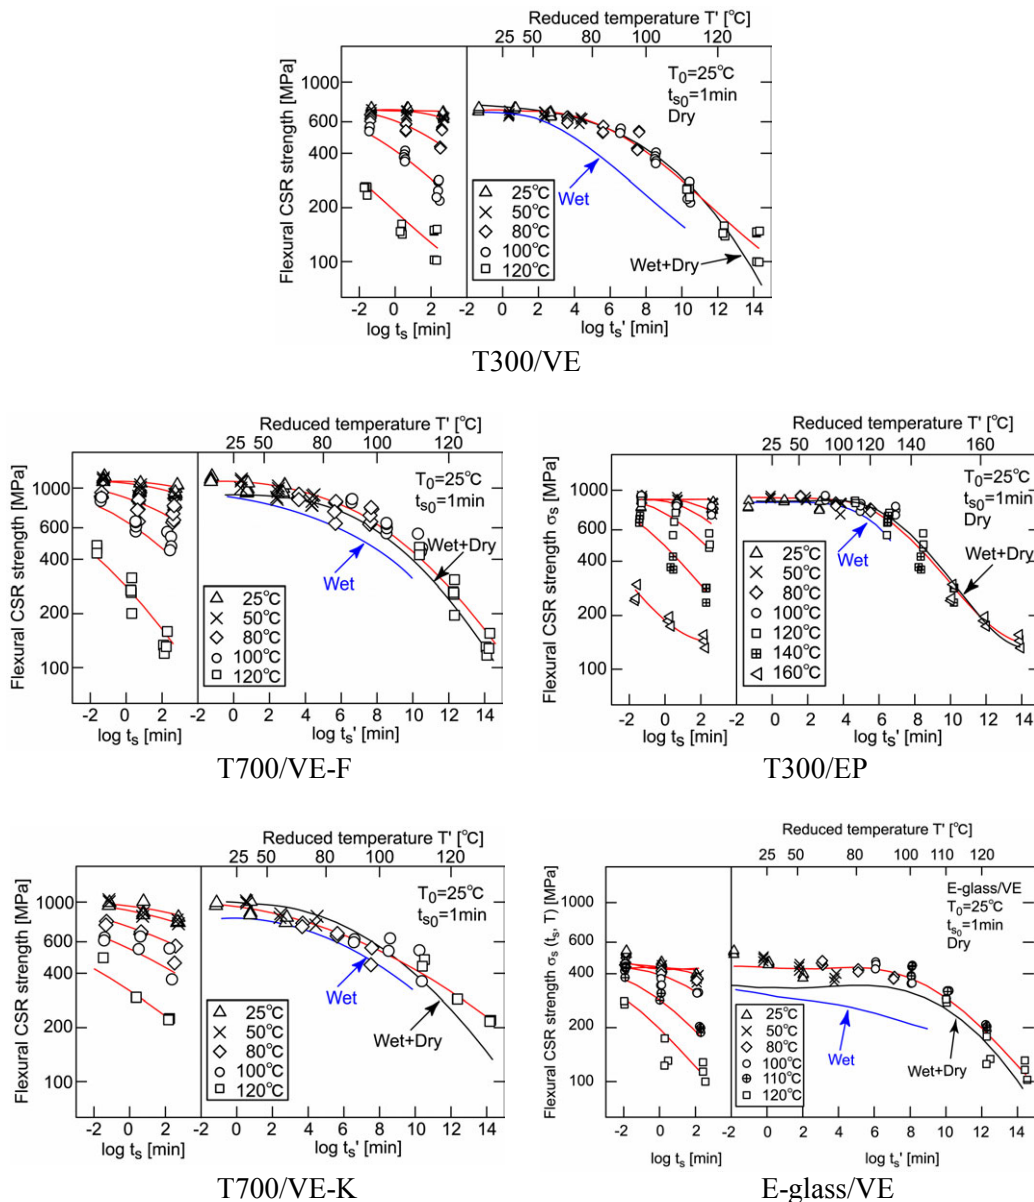 Reduced temperature T' [°C]
25 50 80 100 120
Flexural CSR strength [MPa]
1000
600
400
200
100
T₀=25°C
tₛ₀=1min
Dry
Wet
Wet+Dry
25°C
50°C
80°C
100°C
120°C
-2 0 2 -2 0 2 4 6 8 10 12 14
log tₛ [min] log tₛ' [min]
T300/VE
Reduced temperature T' [°C]
25 50 80 100 120
Flexural CSR strength [MPa]
1000
600
400
200
100
T₀=25°C
tₛ₀=1min
Dry
Wet+Dry
Wet
25°C
50°C
80°C
100°C
120°C
-2 0 2 -2 0 2 4 6 8 10 12 14
log tₛ [min] log tₛ' [min]
T700/VE-F
Reduced temperature T' [°C]
25 50 80 100 120 140 160
Flexural CSR strength σₛ [MPa]
1000
600
400
200
100
T₀=25°C
tₛ₀=1min
Dry
Wet
Wet+Dry
25°C
50°C
80°C
100°C
120°C
140°C
160°C
-2 0 2 -2 0 2 4 6 8 10 12 14
log tₛ [min] log tₛ' [min]
T300/EP
Reduced temperature T' [°C]
25 50 80 100 120
Flexural CSR strength [MPa]
1000
600
400
200
100
T₀=25°C
tₛ₀=1min
Wet
Wet+Dry
25°C
50°C
80°C
100°C
120°C
-2 0 2 -2 0 2 4 6 8 10 12 14
log tₛ [min] log tₛ' [min]
T700/VE-K
Reduced temperature T' [°C]
25 50 80 100 110 120
Flexural CSR strength σₛ (tₛ, T) [MPa]
1000
600
400
200
100
E-glass/VE
T₀=25°C
tₛ₀=1min
Dry
Wet
Wet+Dry
25°C
50°C
80°C
100°C
110°C
120°C
-2 0 2 -2 0 2 4 6 8 10 12 14
log tₛ [min] log tₛ' [min]
E-glass/VE